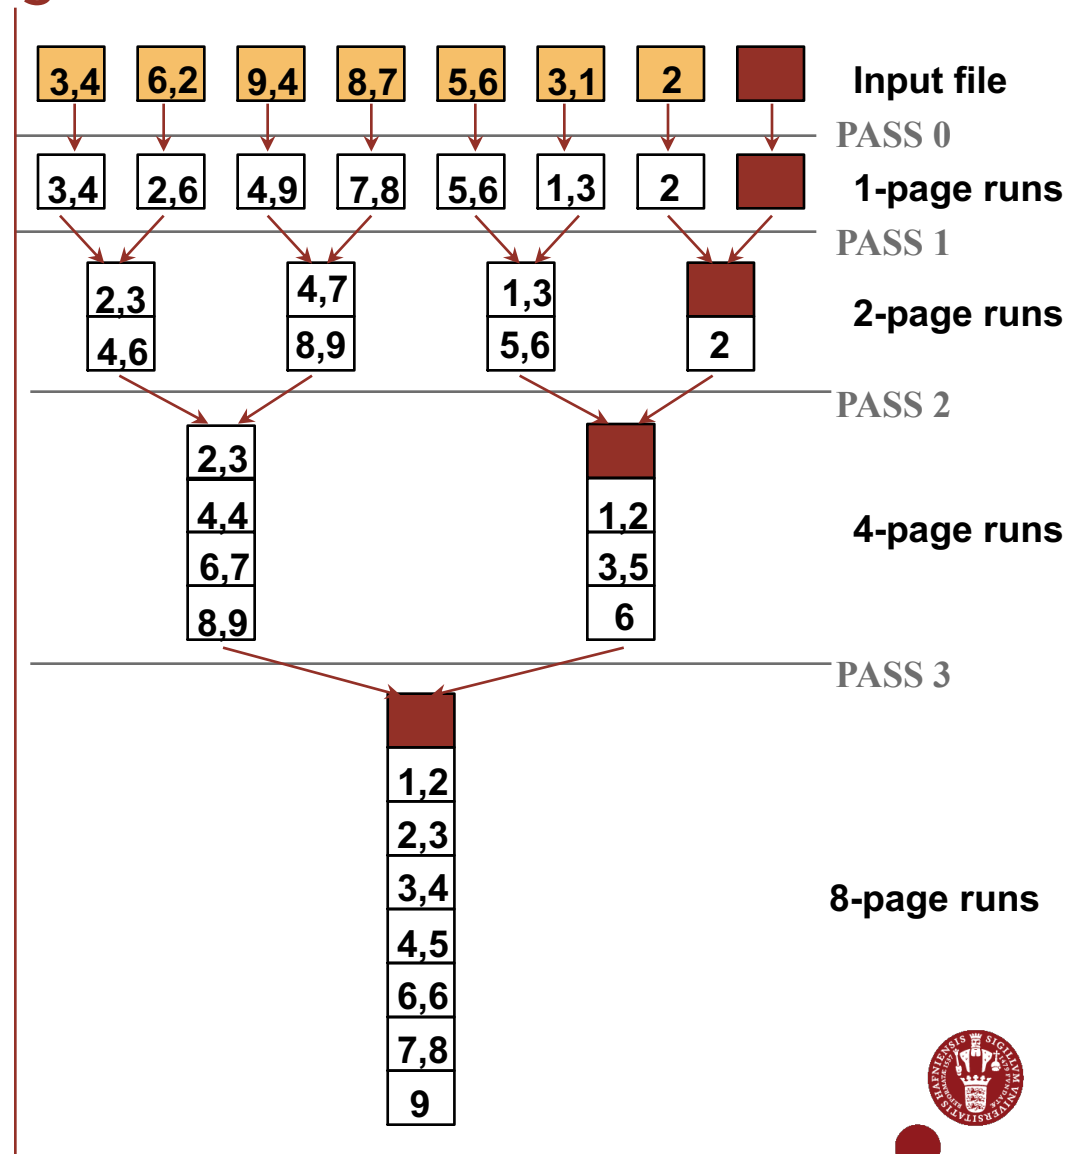 3,4 6,2 9,4 8,7 5,6 3,1 2 Input file
PASS 0
3,4 2,6 4,9 7,8 5,6 1,3 2 1-page runs
PASS 1
2,3 4,7 1,3 2-page runs
4,6 8,9 5,6 2
PASS 2
2,3
4,4 1,2 4-page runs
6,7 3,5
8,9 6
PASS 3
1,2
2,3
3,4 8-page runs
4,5
6,6
7,8
9